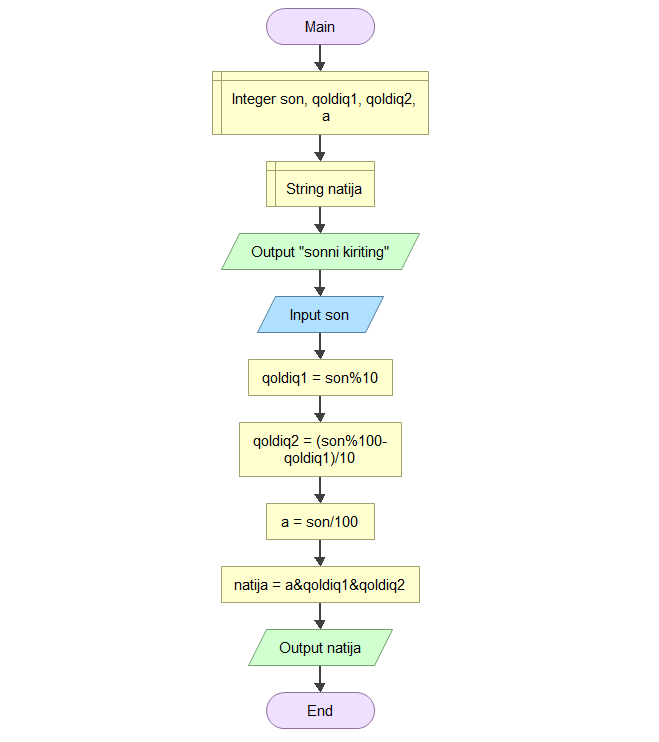 Main
Integer son, qoldiq1, qoldiq2,
a
String natija
Output "sonni kiriting"
Input son
qoldiq1 = son%10
qoldiq2 = (son%100-
qoldiq1)/10
a = son/100
natija = a&qoldiq1&qoldiq2
Output natija
End